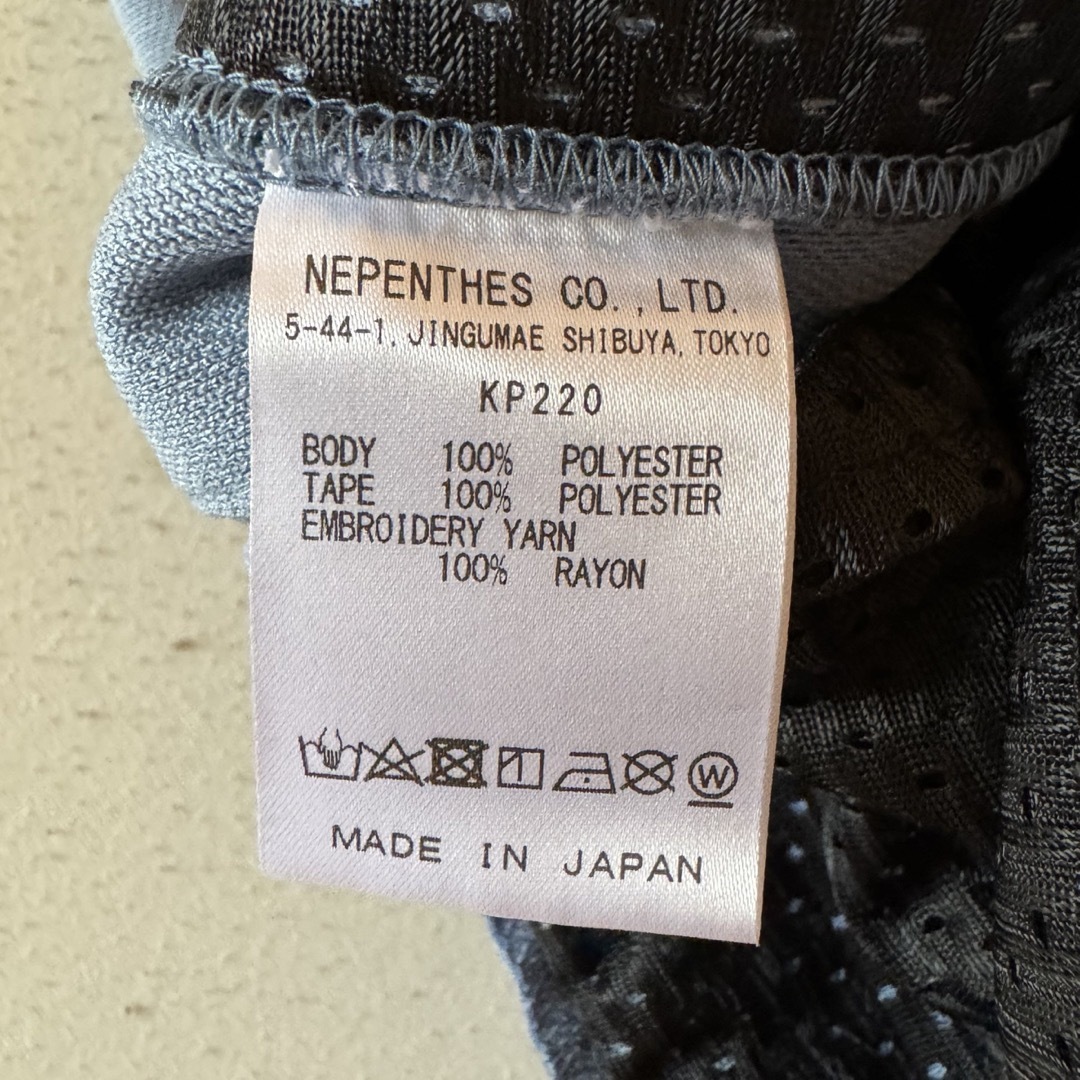 NEPENTHES CO., LTD.
5-44-1, JINGUMAE SHIBUYA, TOKYO
KP220
BODY 100% POLYESTER
TAPE 100% POLYESTER
EMBROIDERY YARN
100% RAYON
W
MADE IN JAPAN